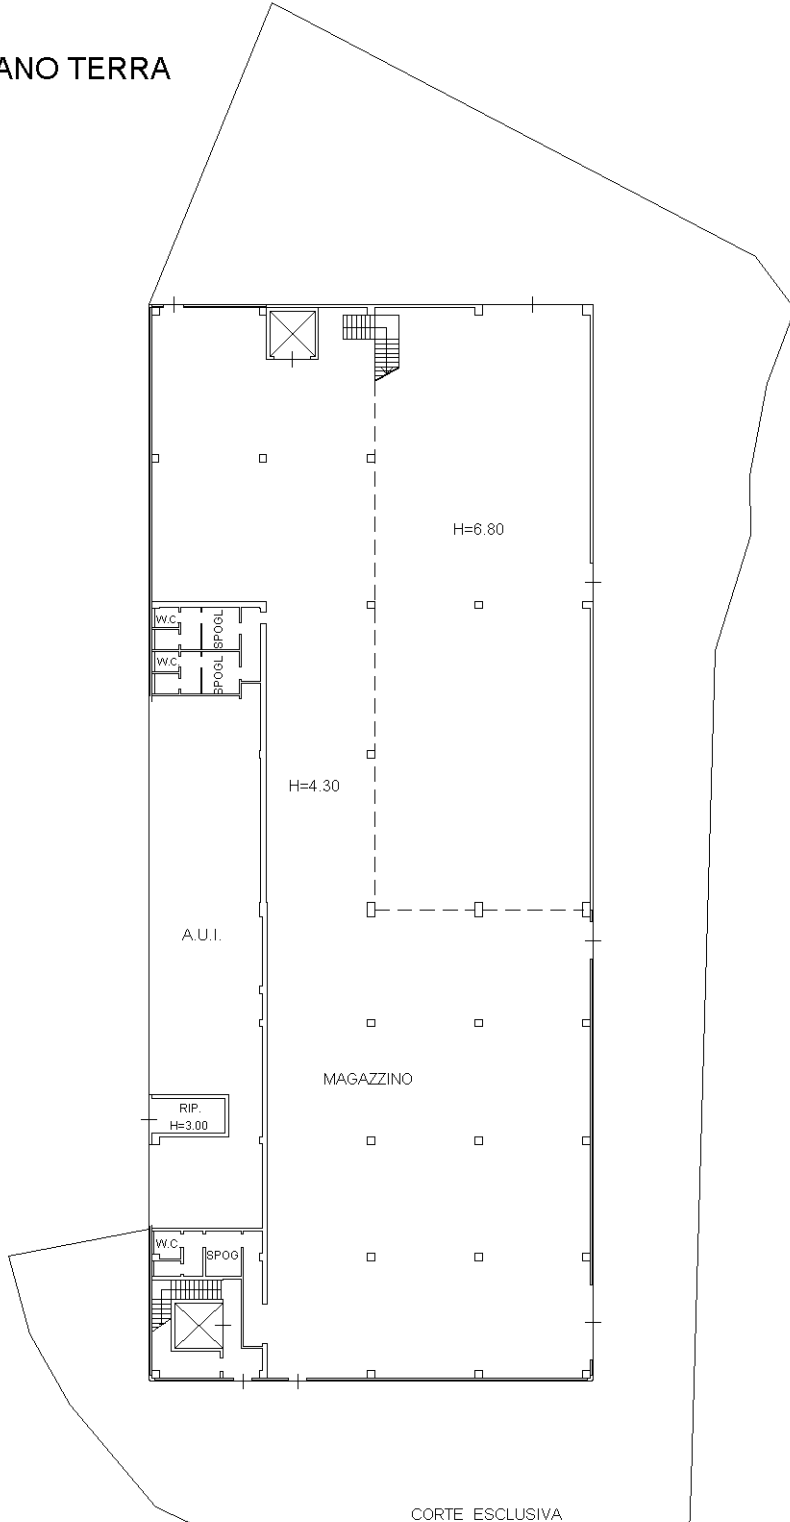 ANO TERRA
H=6.80
W.C
SPOGL
W.C
SPOGL
H=4.30
A.U.I.
MAGAZZINO
RIP.
H=3.00
W.C
SPOG
CORTE ESCLUSIVA